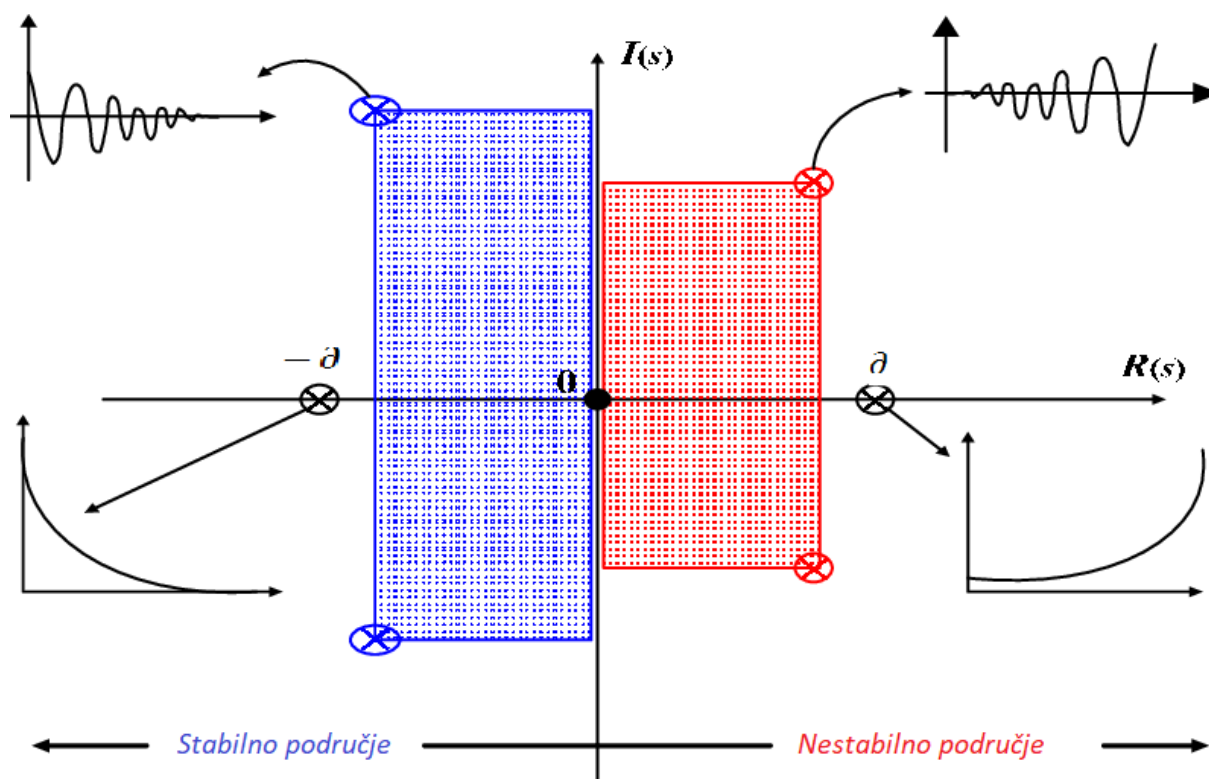 I(s)
− ∂
0
∂
R(s)
Stabilno područje
Nestabilno područje